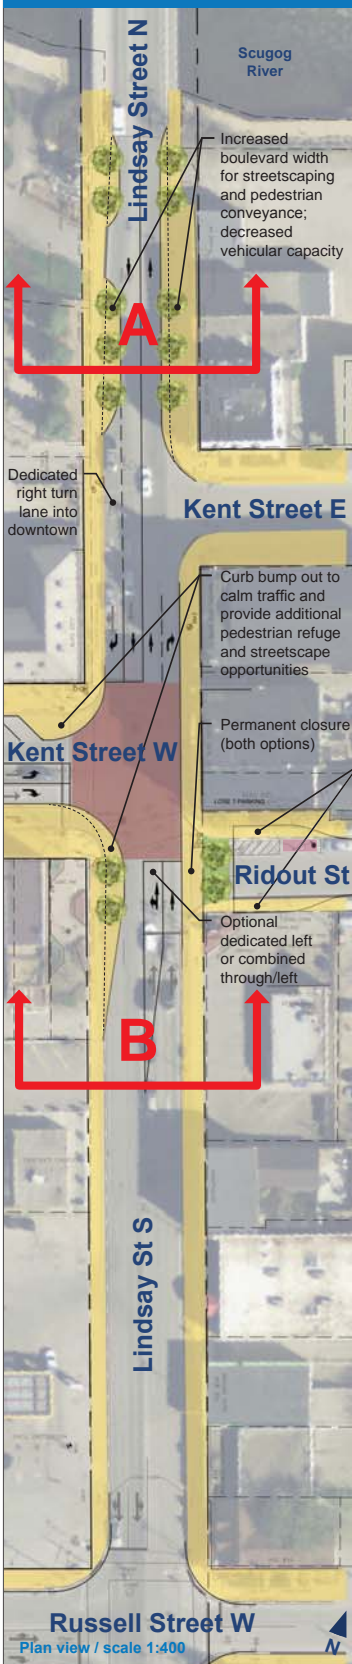 Lindsay Street N
Scugog
River
Increased
boulevard width
for streetscaping
and pedestrian
conveyance;
decreased
vehicular capacity
A
Dedicated
right turn
lane into
downtown
Kent Street E
Curb bump out to
calm traffic and
provide additional
pedestrian refuge
and streetscape
opportunities
Permanent closure
(both options)
Kent Street W
LOSE 1 PARKING
Ridout St
Optional
dedicated left
or combined
through/left
B
Lindsay St S
Russell Street W
Plan view / scale 1:400
N